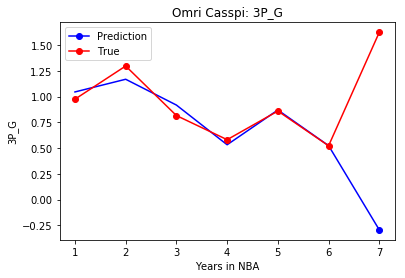 Omri Casspi: 3P_G
Prediction
True
1.50
1.25
1.00
0.75
0.50
0.25
0.00
−0.25
3P_G
1 2 3 4 5 6 7
Years in NBA